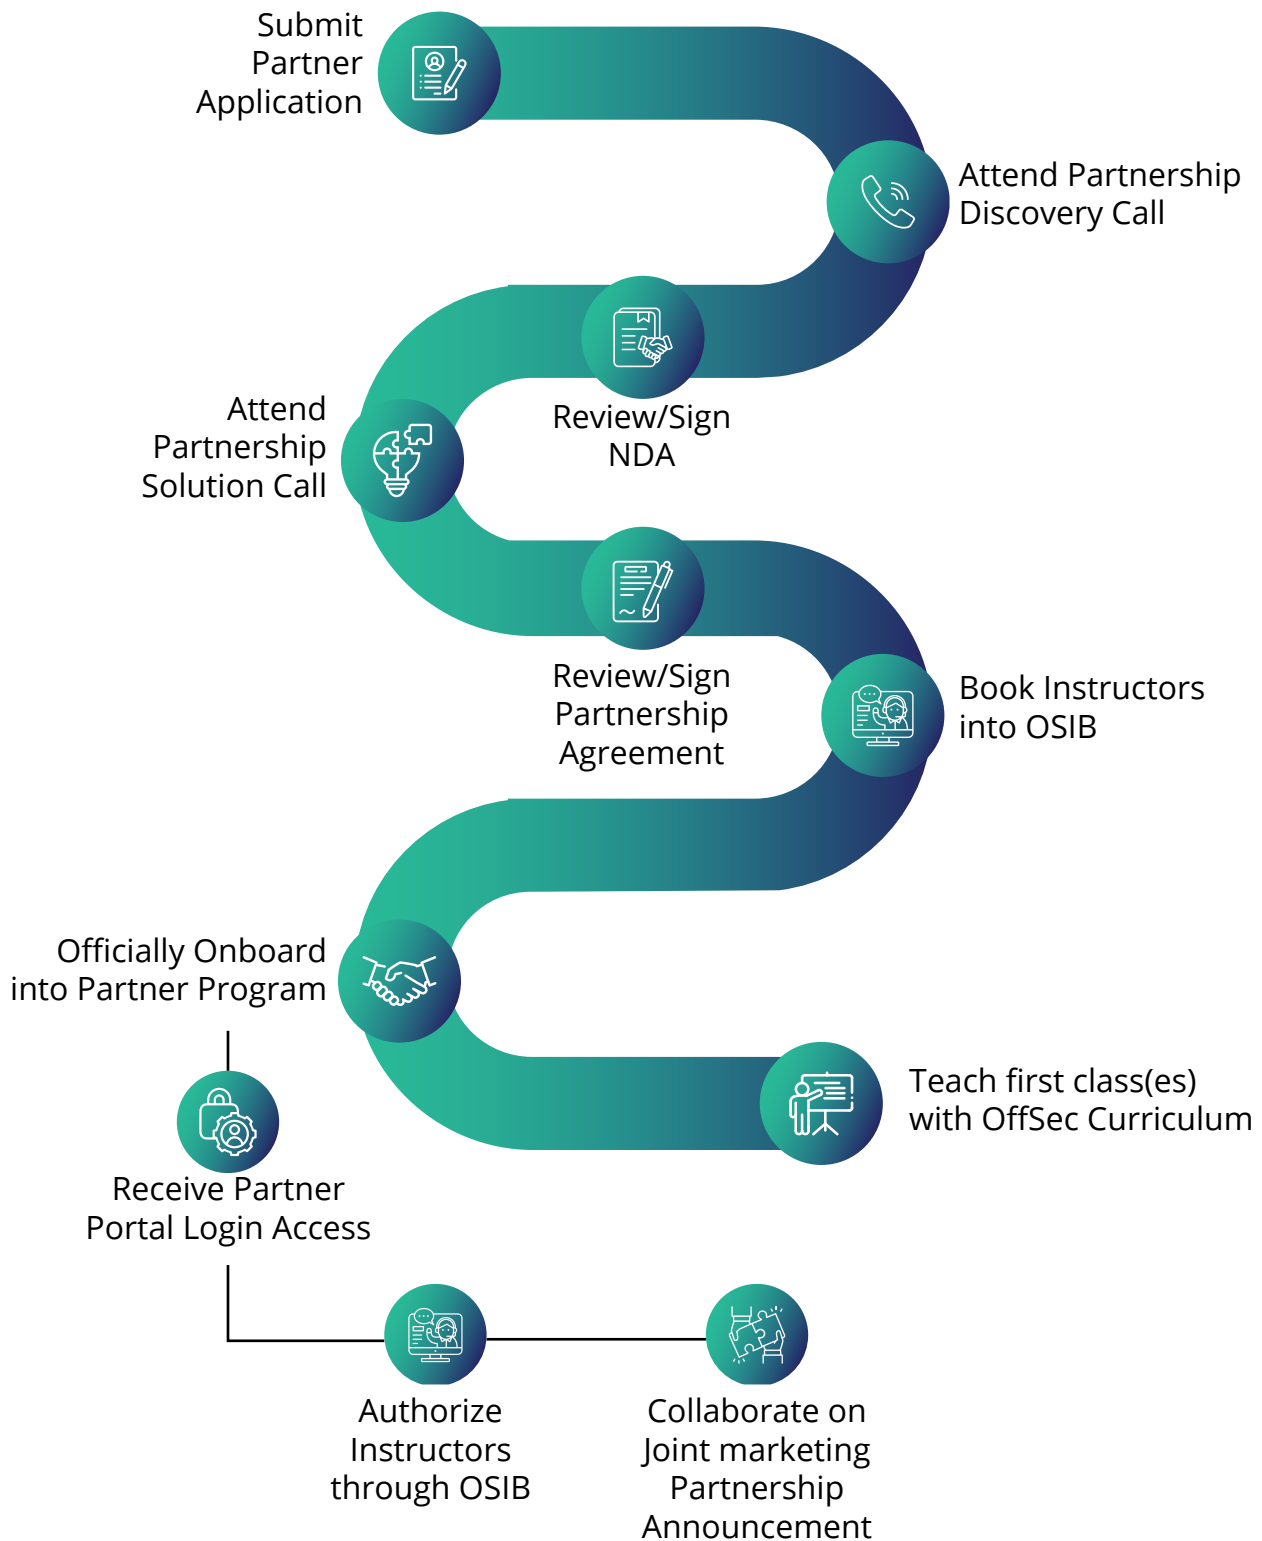 Submit
Partner
Application
Attend Partnership
Discovery Call
Review/Sign
NDA
Attend
Partnership
Solution Call
Review/Sign
Partnership
Agreement
Book Instructors
into OSIB
Officially Onboard
into Partner Program
Teach first class(es)
with OffSec Curriculum
Receive Partner
Portal Login Access
Authorize
Instructors
through OSIB
Collaborate on
Joint marketing
Partnership
Announcement